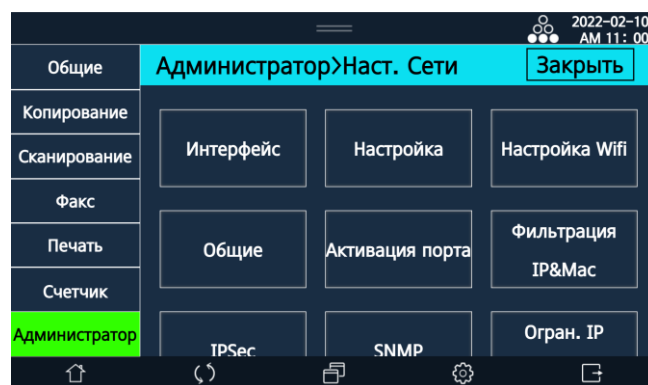 2022-02-10
AM 11: 00
Общие
Администратор>Наст. Сети
Закрыть
Копирование
Сканирование
Факс
Печать
Счетчик
Администратор
Интерфейс
Настройка
Настройка Wifi
Общие
Активация порта
Фильтрация
IP&Mac
IPSec
SNMP
Огран. IP